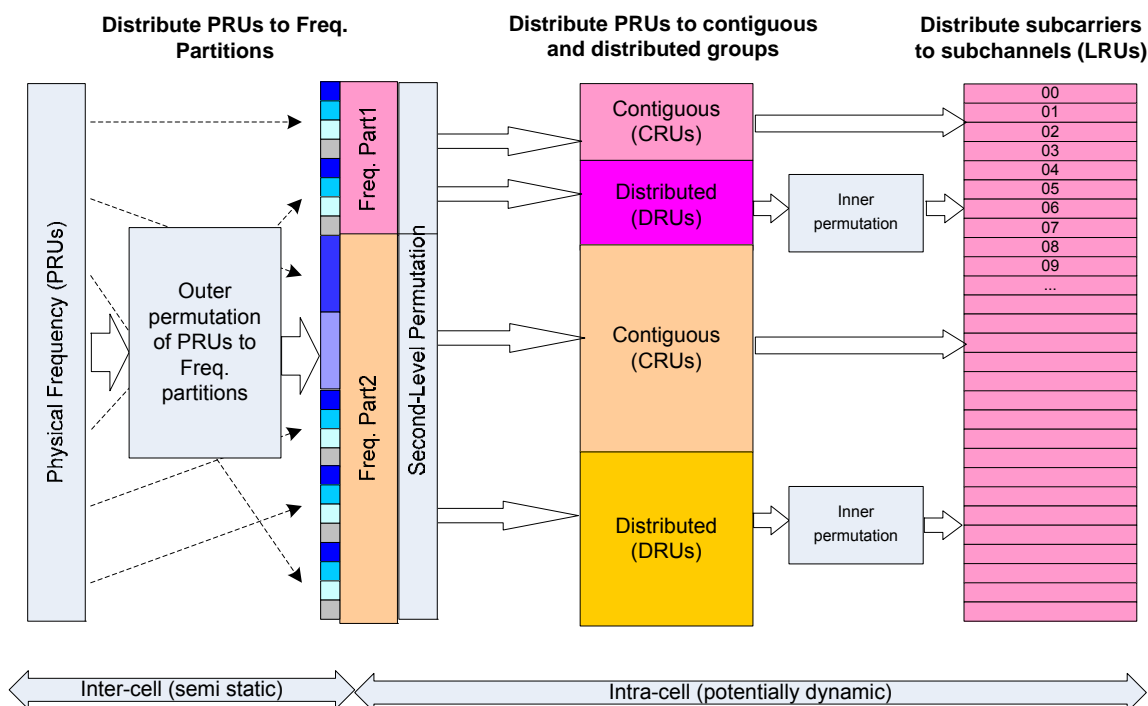 Distribute PRUs to Freq.
Partitions
Distribute PRUs to contiguous
and distributed groups
Distribute subcarriers
to subchannels (LRUs)
Physical Frequency (PRUs)
Outer
permutation
of PRUs to
Freq.
partitions
Freq. Part1
Freq. Part2
Second-Level Permutation
Contiguous
(CRUs)
Distributed
(DRUs)
Contiguous
(CRUs)
Distributed
(DRUs)
Inner
permutation
Inner
permutation
00
01
02
03
04
05
06
07
08
09
...
Inter-cell (semi static)
Intra-cell (potentially dynamic)